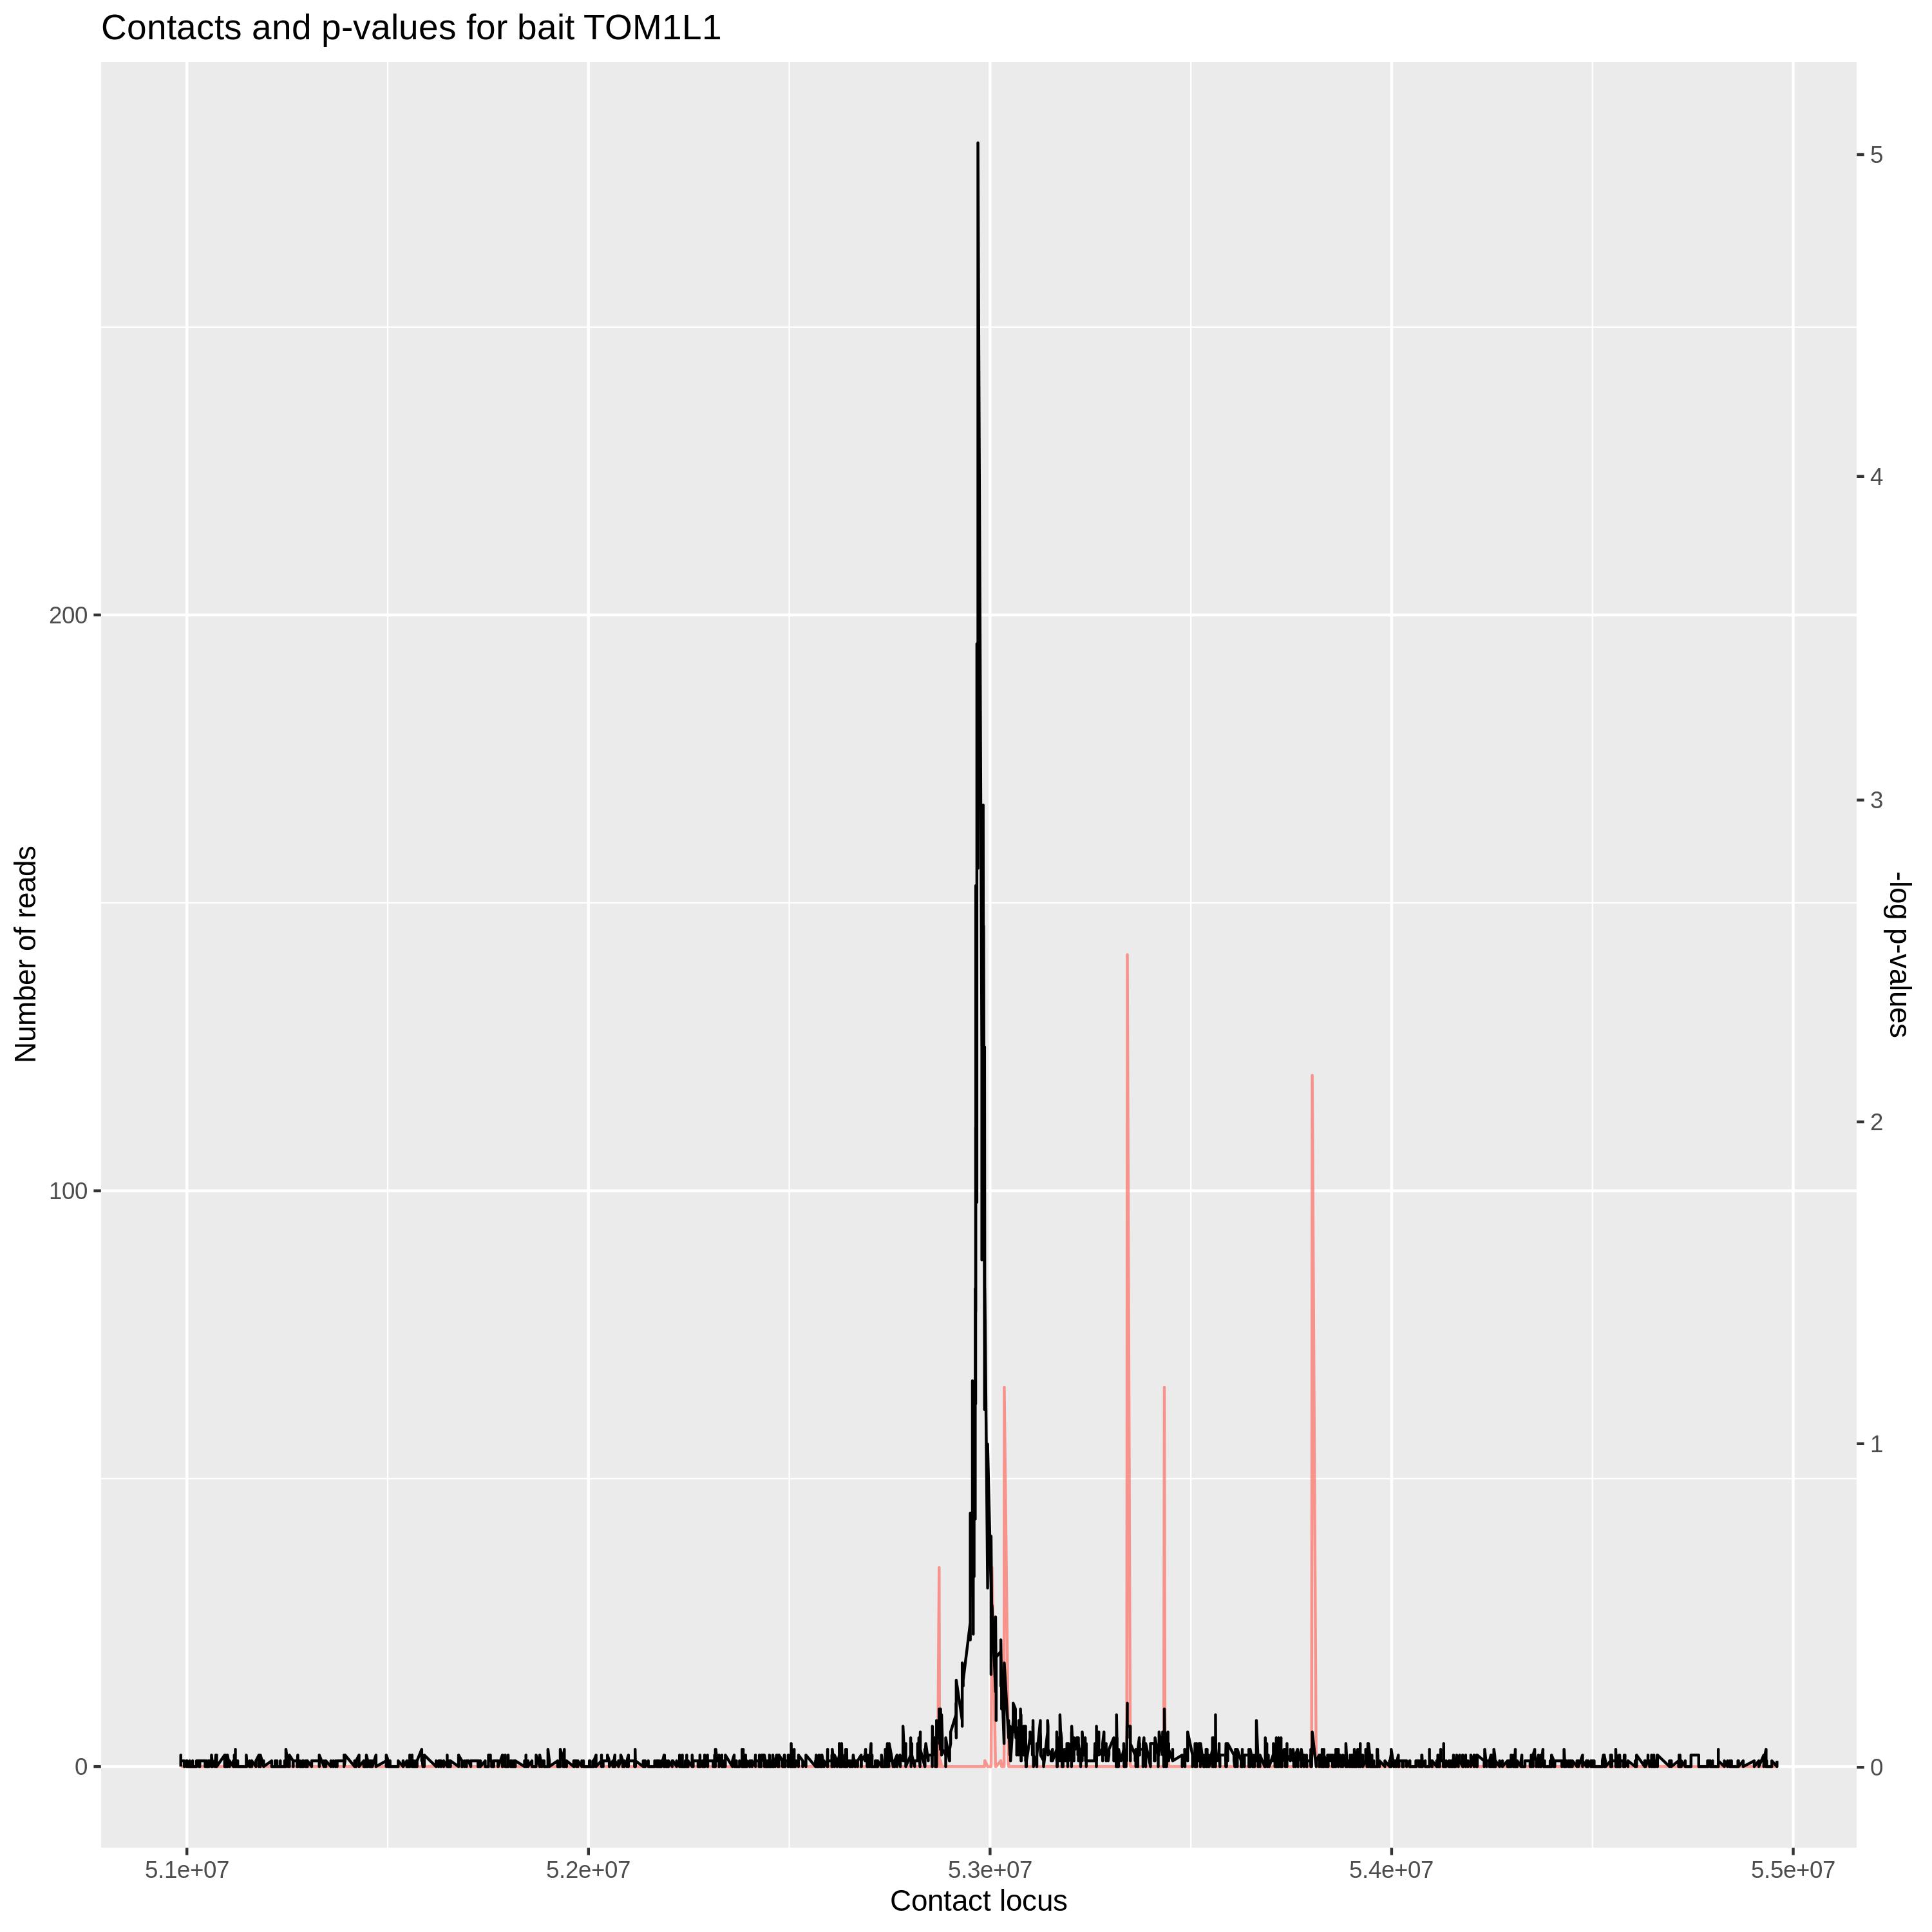 Contacts and p-values for bait TOM1L1
Number of reads
200
100
0
5
4
3
2
1
0
-log p-values
5.1e+07
5.2e+07
5.3e+07
5.4e+07
5.5e+07
Contact locus